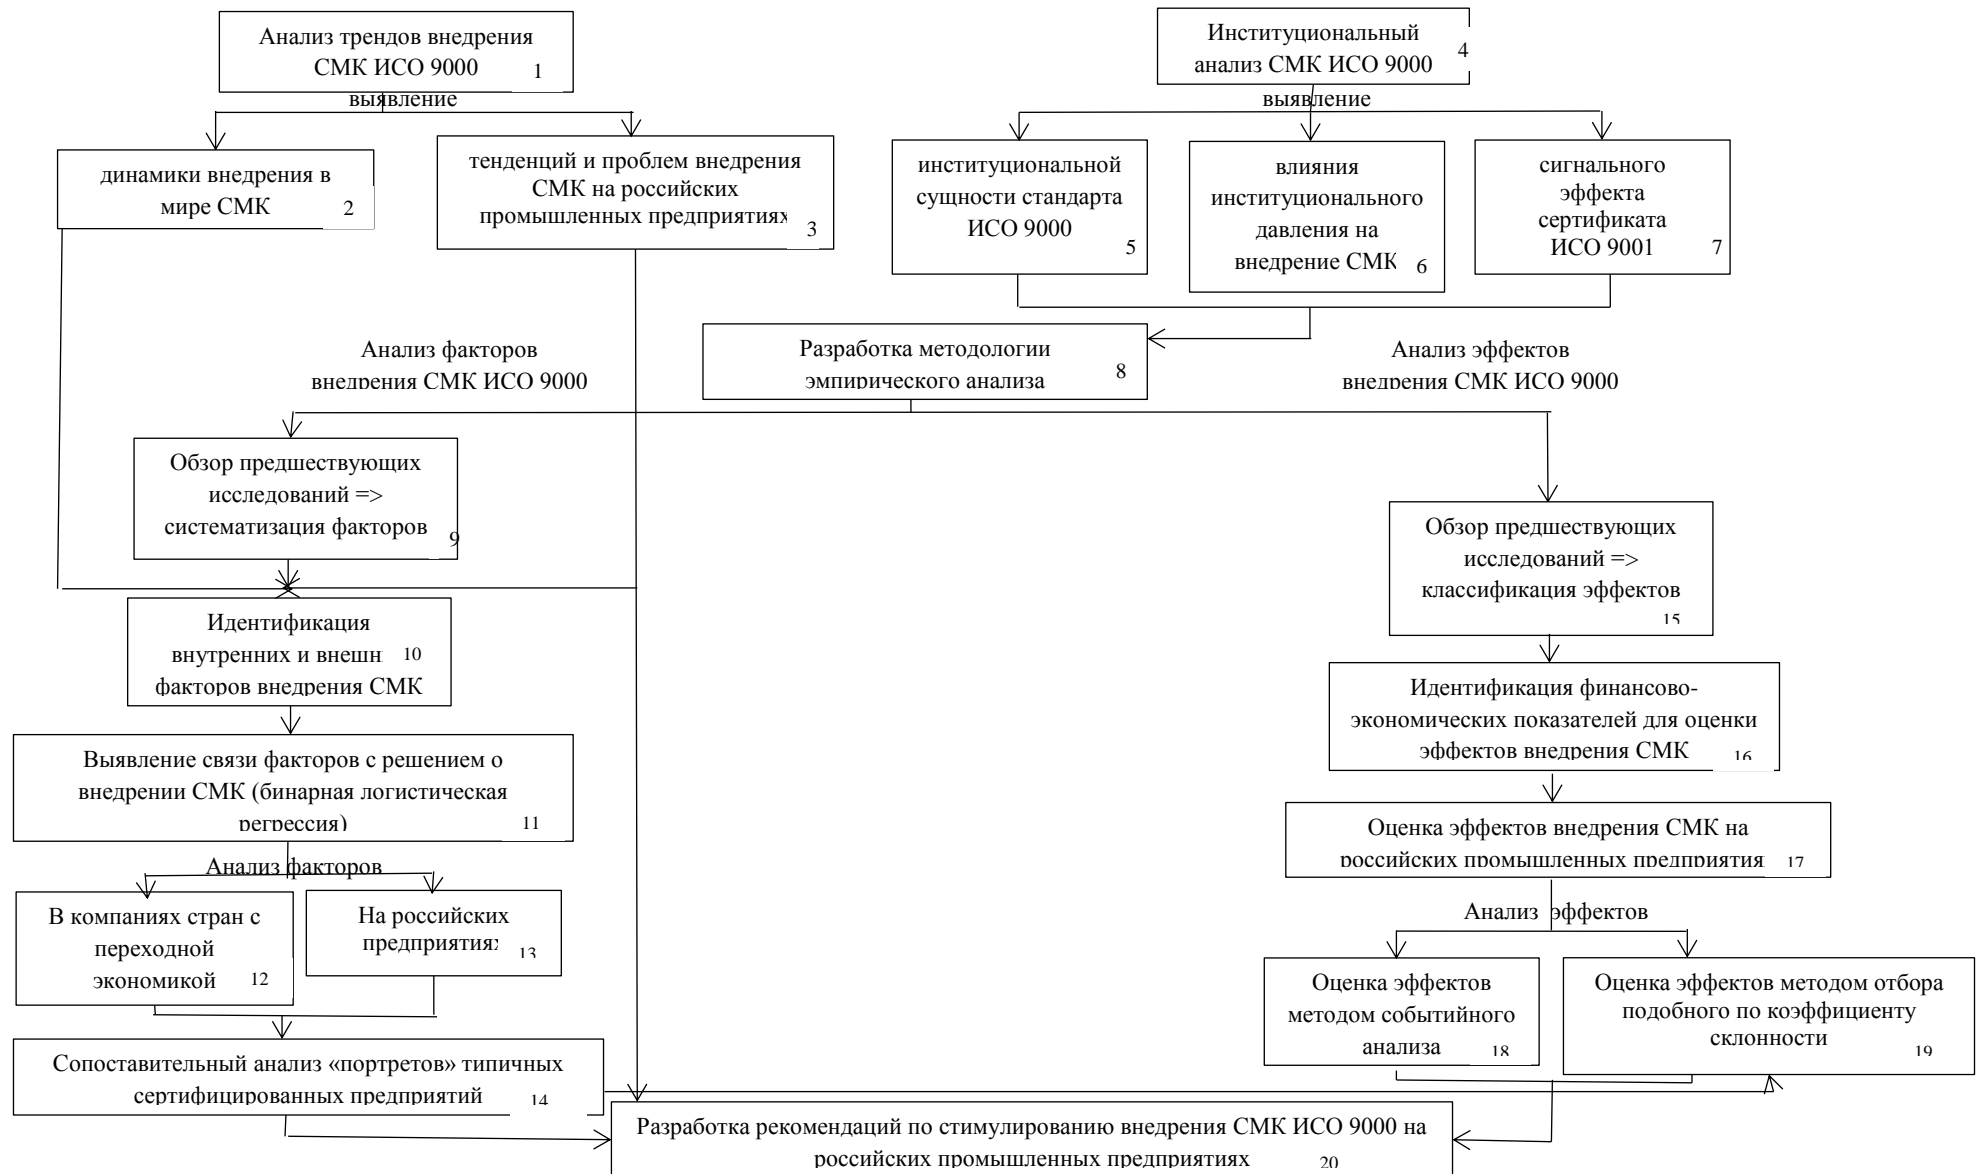 Анализ трендов внедрения
СМК ИСО 9000
1
выявление
динамики внедрения в
мире СМК
2
тенденций и проблем внедрения
СМК на российских
промышленных предприятиях
3
Институциональный
анализ СМК ИСО 9000
4
выявление
институциональной
сущности стандарта
ИСО 9000
5
влияния
институционального
давления на
внедрение СМК
6
сигнального
эффекта
сертификата
ИСО 9001
7
Разработка методологии
эмпирического анализа
8
Анализ факторов
внедрения СМК ИСО 9000
Анализ эффектов
внедрения СМК ИСО 9000
Обзор предшествующих
исследований =>
систематизация факторов
9
Идентификация
внутренних и внешн
факторов внедрения СМК
10
Выявление связи факторов с решением о
внедрении СМК (бинарная логистическая
регрессия)
11
Анализ факторов
В компаниях стран с
переходной
экономикой
12
На российских
предприятиях
13
Сопоставительный анализ «портретов» типичных
сертифицированных предприятий
14
Обзор предшествующих
исследований =>
классификация эффектов
15
Идентификация финансово-
экономических показателей для оценки
эффектов внедрения СМК
16
Оценка эффектов внедрения СМК на
российских промышленных предприятия
17
Анализ эффектов
Оценка эффектов
методом событийного
анализа
18
Оценка эффектов методом отбора
подобного по коэффициенту
склонности
19
Разработка рекомендаций по стимулированию внедрения СМК ИСО 9000 на
российских промышленных предприятиях
20